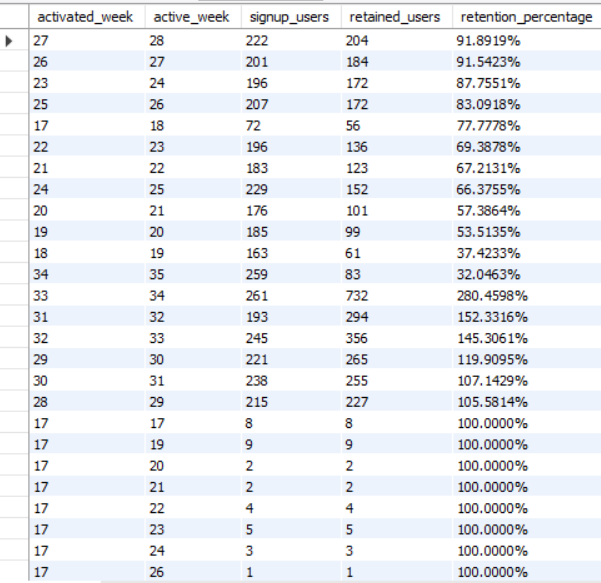 activated_week active_week signup_users retained_users retention_percentage
27 28 222 204 91.8919%
26 27 201 184 91.5423%
23 24 196 172 87.7551%
25 26 207 172 83.0918%
17 18 72 56 77.7778%
22 23 196 136 69.3878%
21 22 183 123 67.2131%
24 25 229 152 66.3755%
20 21 176 101 57.3864%
19 20 185 99 53.5135%
18 19 163 61 37.4233%
34 35 259 83 32.0463%
33 34 261 732 280.4598%
31 32 193 294 152.3316%
32 33 245 356 145.3061%
29 30 221 265 119.9095%
30 31 238 255 107.1429%
28 29 215 227 105.5814%
17 17 8 8 100.0000%
17 19 9 9 100.0000%
17 20 2 2 100.0000%
17 21 2 2 100.0000%
17 22 4 4 100.0000%
17 23 5 5 100.0000%
17 24 3 3 100.0000%
17 26 1 1 100.0000%